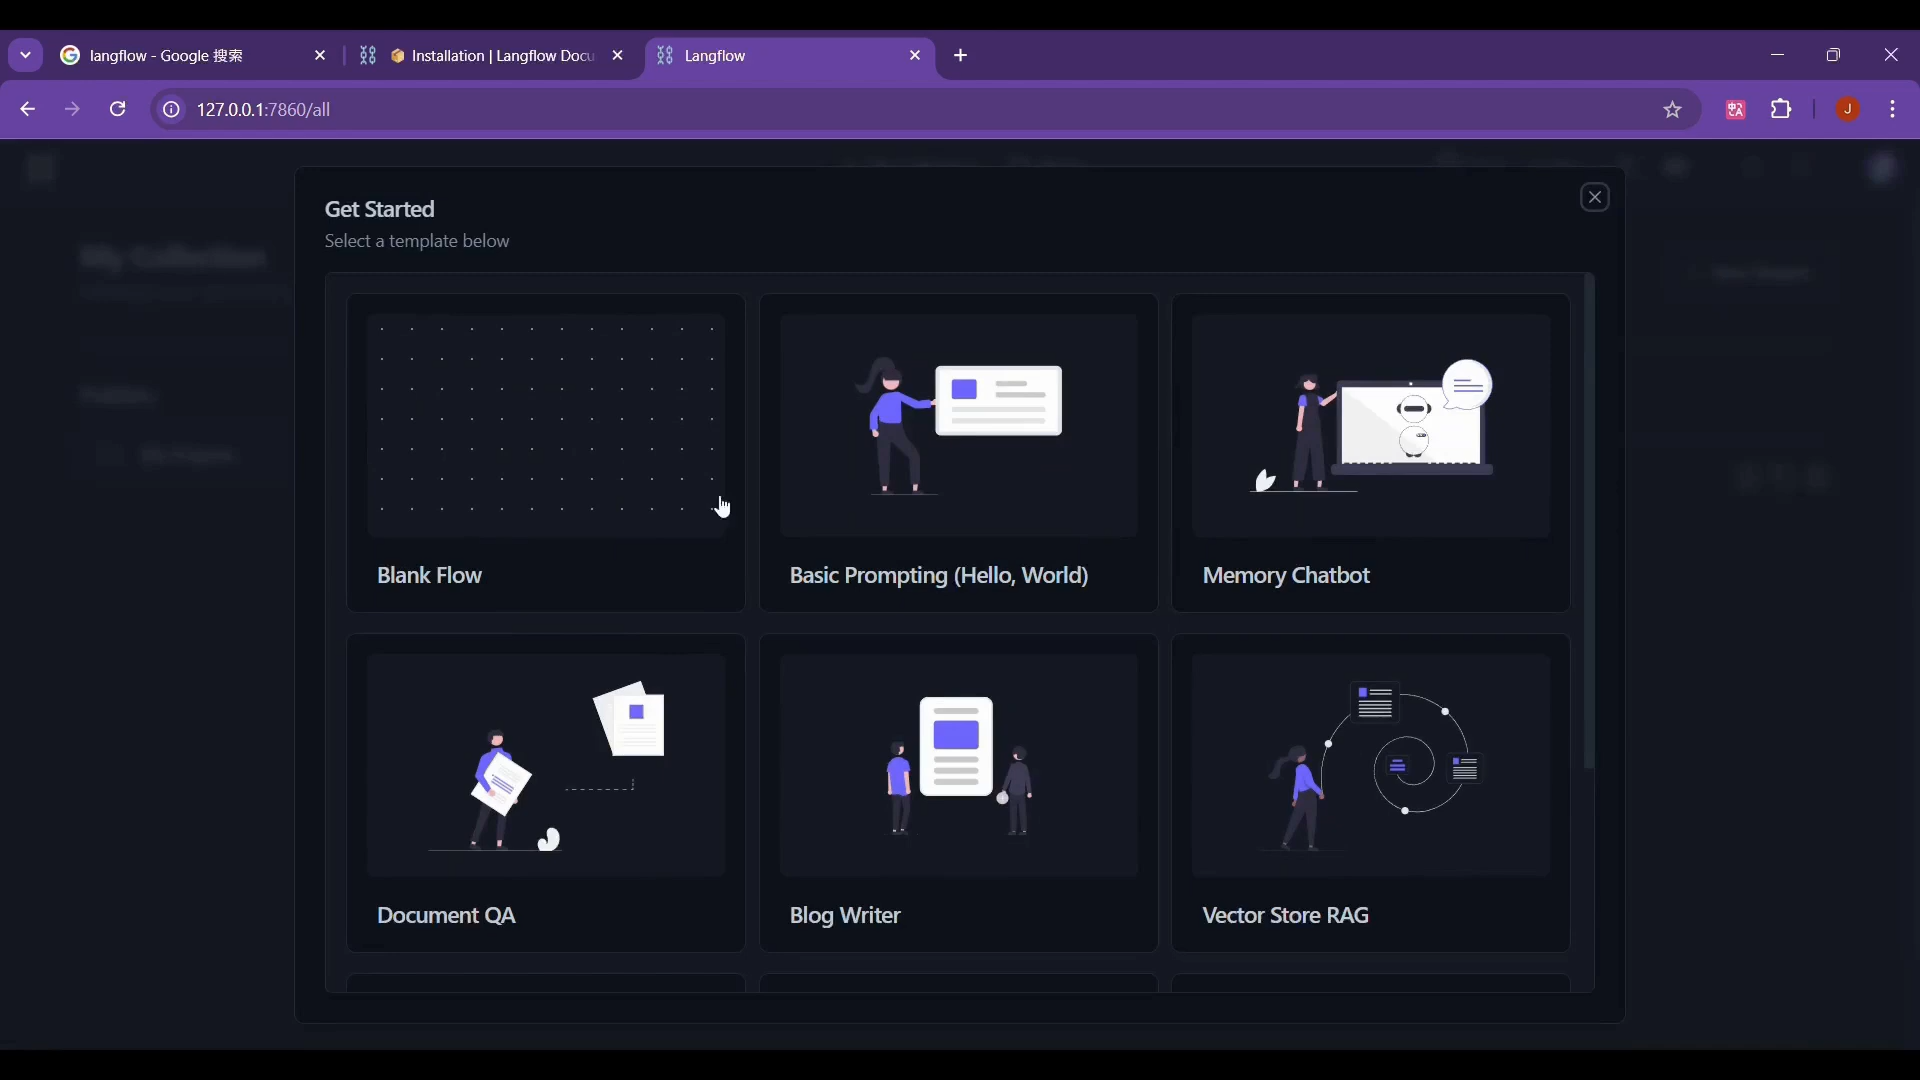 langflow - Google 搜索
Installation | Langflow Docu
Langflow
127.0.0.1:7860/all
J
Get Started
Select a template below
Blank Flow
Basic Prompting (Hello, World)
Memory Chatbot
Document QA
Blog Writer
Vector Store RAG